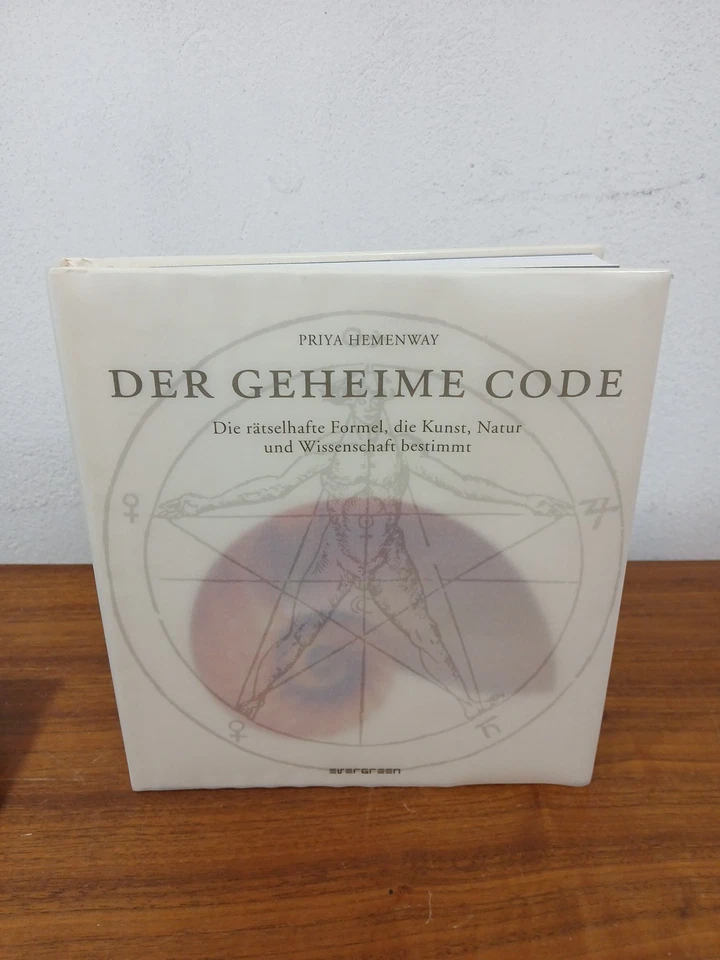 PRIYA HEMENWAY
DER GEHEIME CODE
Die rätselhafte Formel, die Kunst, Natur
und Wissenschaft bestimmt
evergreen